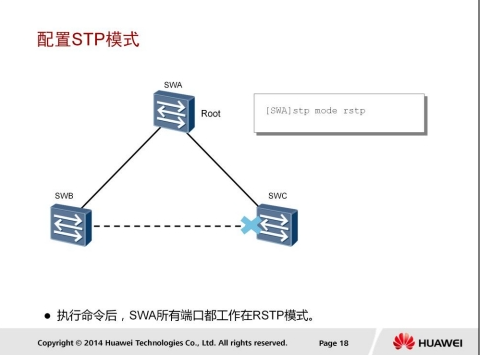 配置STP模式
SWA
Root
[SWA]stp mode rstp
SWB
SWC
● 执行命令后，SWA所有端口都工作在RSTP模式。
Copyright © 2014 Huawei Technologies Co., Ltd. All rights reserved.
Page 18
HUAWEI